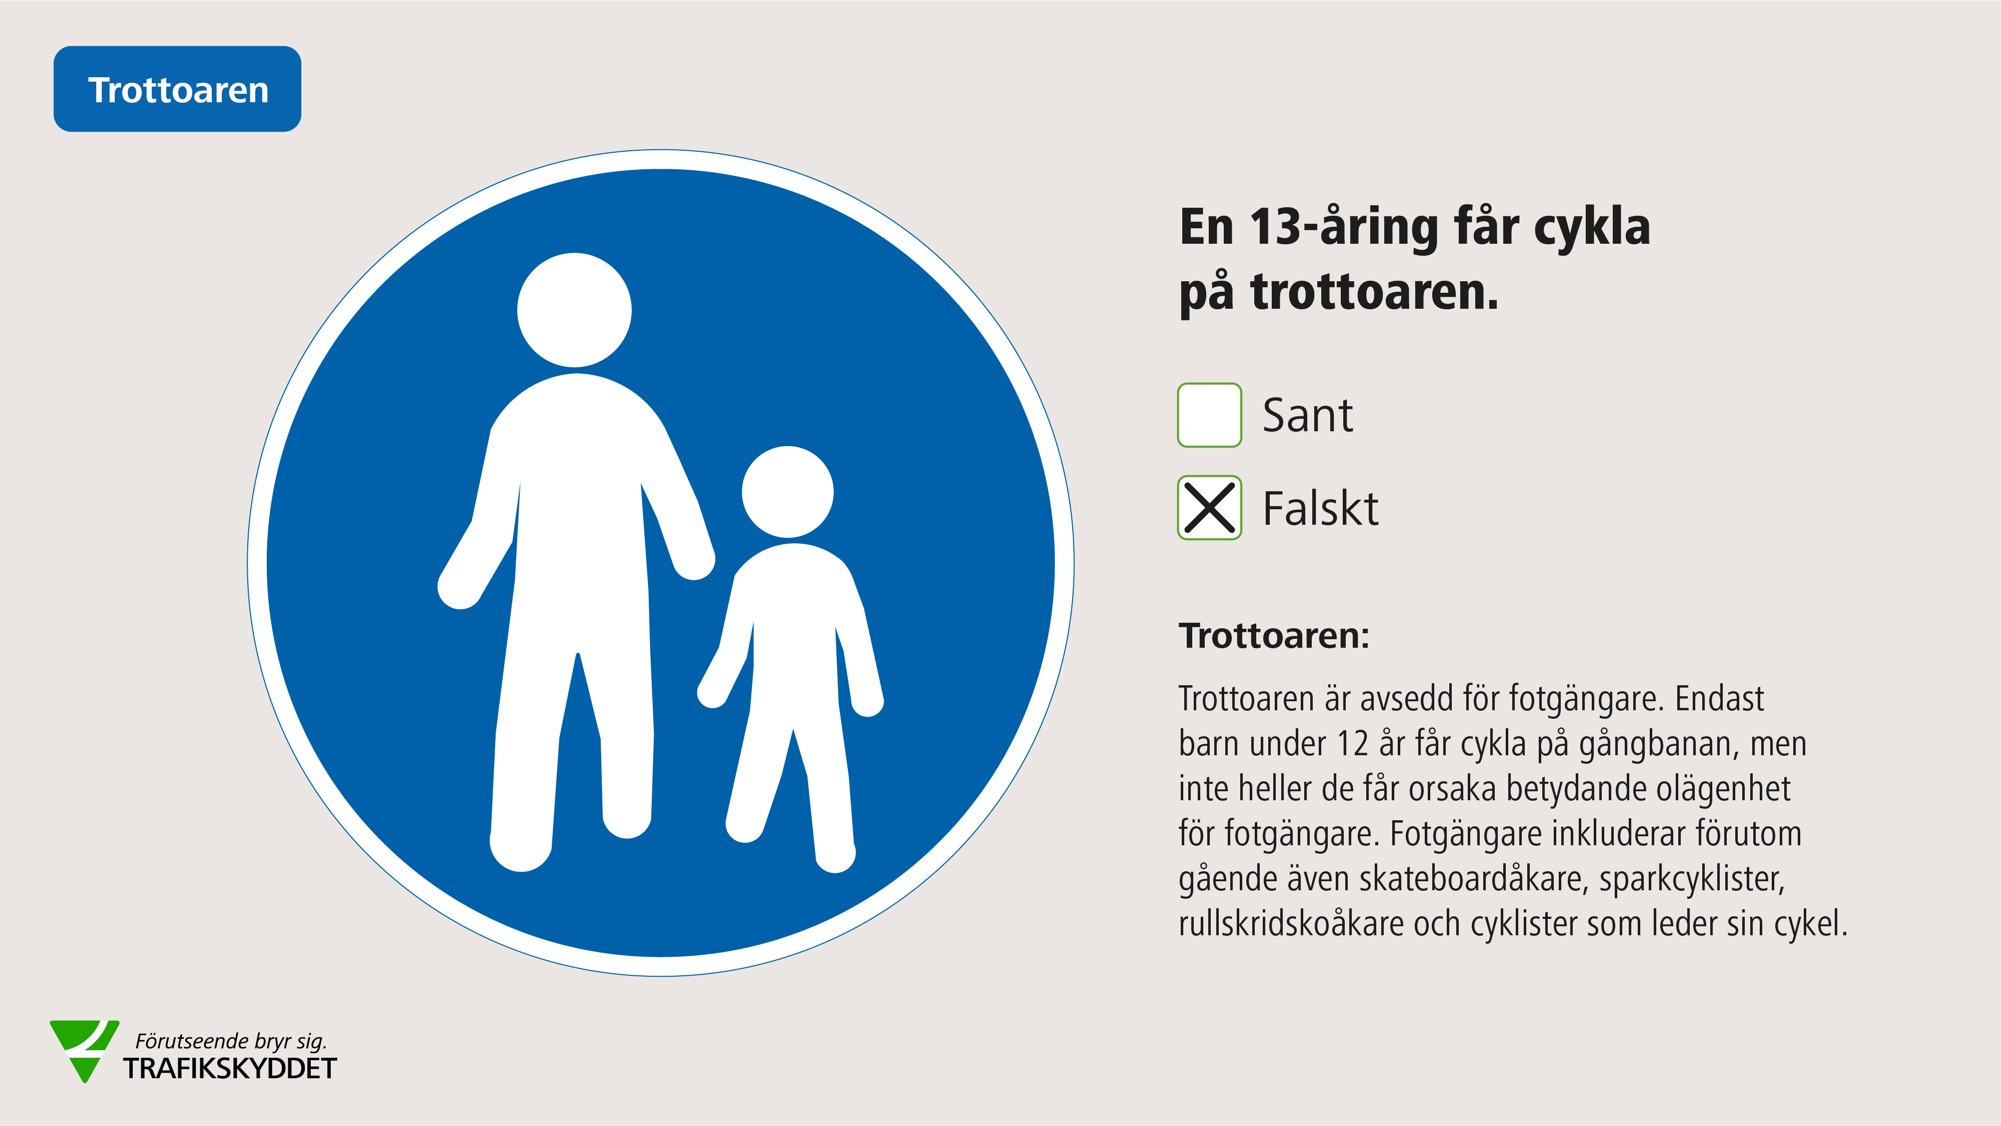 Trottoaren
En 13-åring får cykla
på trottoaren.
Sant
Falskt
Trottoaren:
Trottoaren är avsedd för fotgängare. Endast
barn under 12 år får cykla på gångbanan, men
inte heller de får orsaka betydande olägenhet
för fotgängare. Fotgängare inkluderar förutom
gående även skateboardåkare, sparkcyklister,
rullskridskoåkare och cyklister som leder sin cykel.
Förutseende bryr sig.
TRAFIKSKYDDET